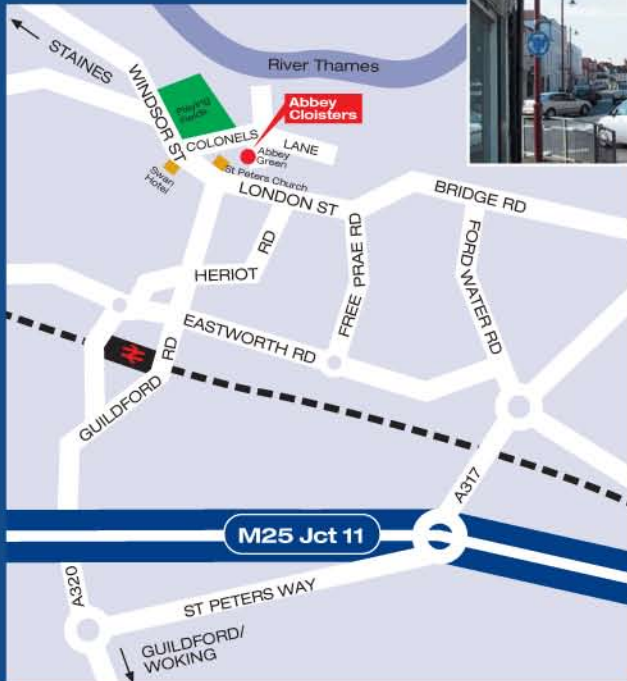 STAINES
WINDSOR ST
River Thames
Playing
Fields
Abbey
Cloisters
COLONELS
LANE
Abbey
Green
Swan
Hotel
St Peters Church
LONDON ST
BRIDGE RD
HERIOT
RD
FREE PRAE RD
FORDWATER RD
EASTWORTH RD
GUILDFORD
RD
A317
M25 Jct 11
A320
ST PETERS WAY
GUILDFORD/
WOKING